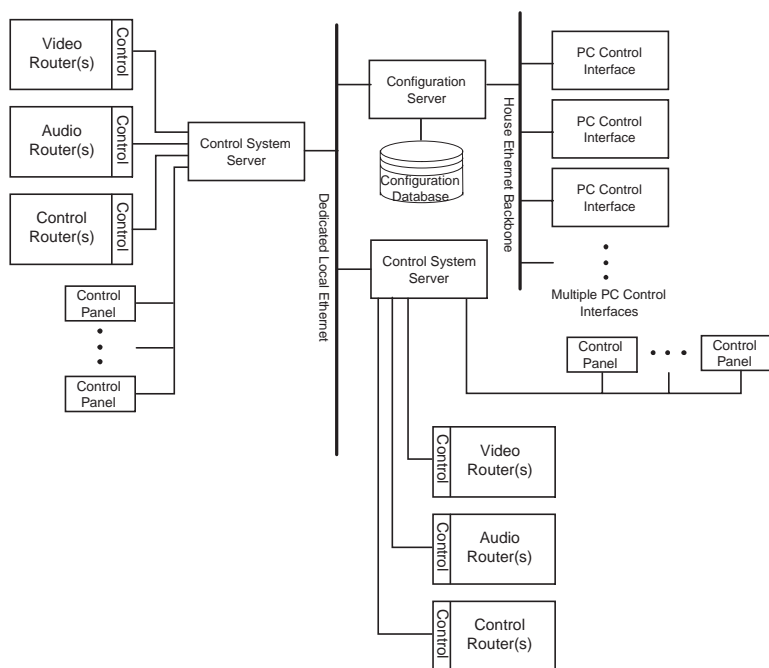 Video
Router(s)
Control
Audio
Router(s)
Control
Control
Router(s)
Control
Control
Panel
Control
Panel
Control System
Server
Dedicated Local Ethernet
Configuration
Server
Configuration
Database
Control System
Server
House Ethernet Backbone
PC Control
Interface
PC Control
Interface
PC Control
Interface
Multiple PC Control
Interfaces
Control
Panel
Control
Panel
Control
Video
Router(s)
Control
Audio
Router(s)
Control
Control
Router(s)